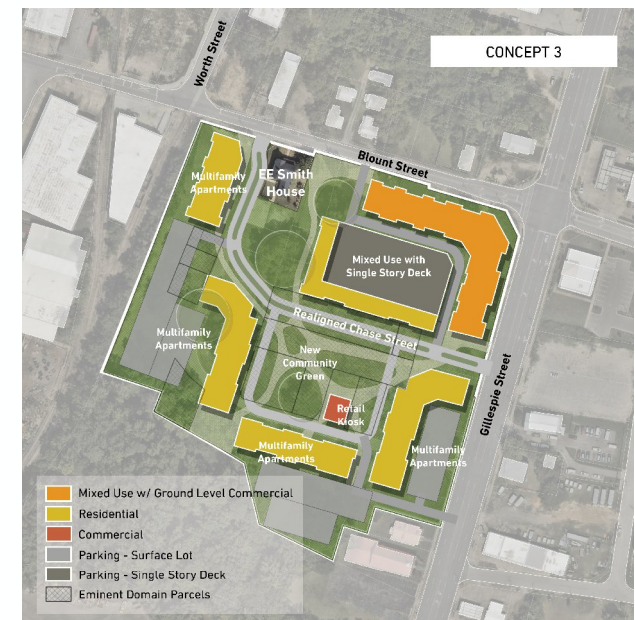 CONCEPT 3
Worth Street
Blount Street
Multifamily
Apartments
EE Smith
House
Mixed Use with
Single Story Deck
Realigned Chase Street
Multifamily
Apartments
New
Community
Green
Gillespie Street
Retail
Kiosk
Multifamily
Apartments
Multifamily
Apartments
Mixed Use w/ Ground Level Commercial
Residential
Commercial
Parking - Surface Lot
Parking - Single Story Deck
Eminent Domain Parcels